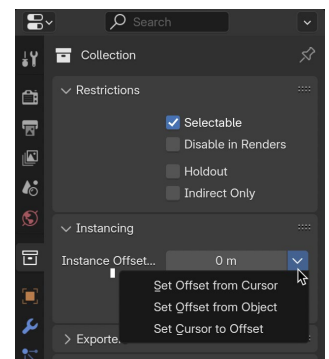 Search
Collection
Restrictions
Selectable
Disable in Renders
Holdout
Indirect Only
Instancing
Instance Offset...
0 m
Set Offset from Cursor
Set Offset from Object
Set Cursor to Offset